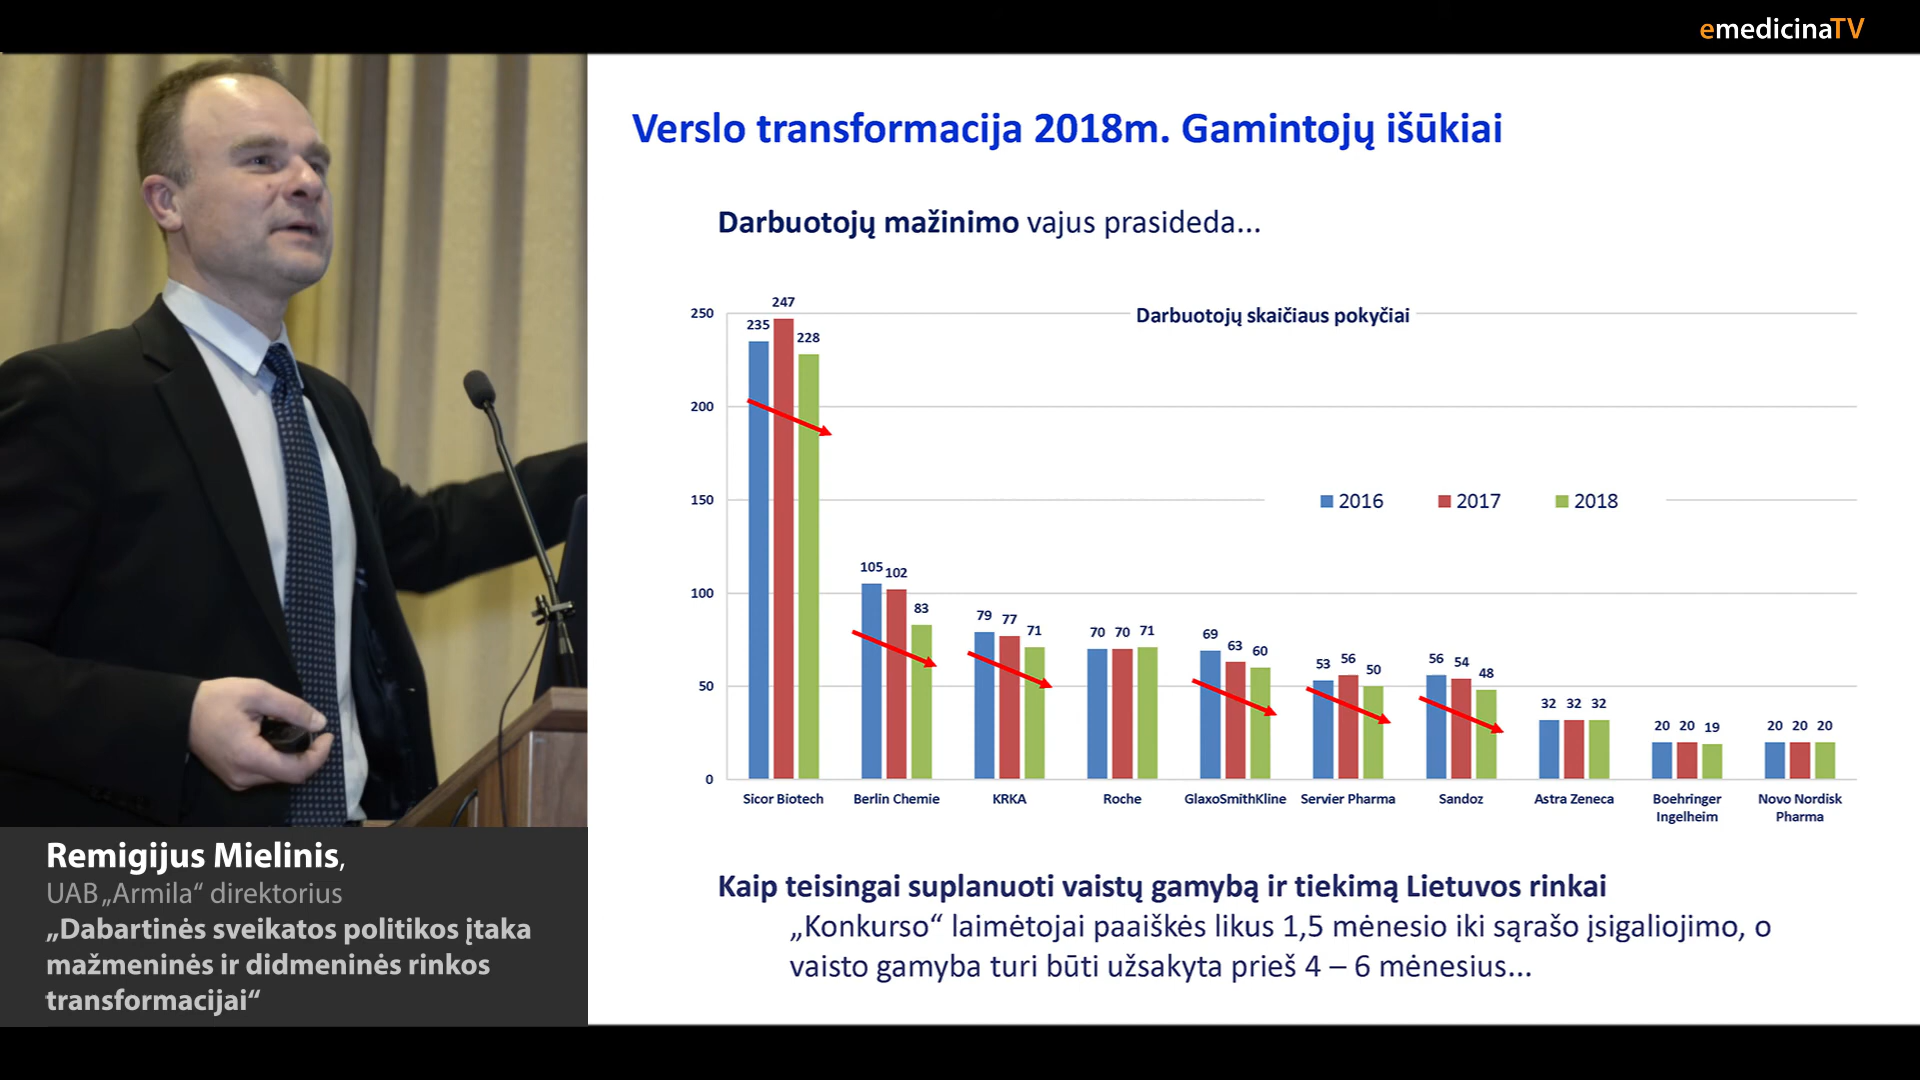 emedicinaTV
Verslo transformacija 2018m. Gamintojų iššūkiai
Darbuotojų mažinimo vajus prasideda...
Darbuotojų skaičiaus pokyčiai
250
200
150
100
50
0
2016 2017 2018
235 247 228
105 102 83
79 77 71
70 70 71
69 63 60
53 56 50
56 54 48
32 32 32
20 20 19
20 20 20
Sicor Biotech
Berlin Chemie
KRKA
Roche
GlaxoSmithKline
Servier Pharma
Sandoz
Astra Zeneca
Boehringer
Ingelheim
Novo Nordisk
Pharma
Kaip teisingai suplanuoti vaistų gamybą ir tiekimą Lietuvos rinkai
„Konkurso“ laimėtojai paaiškės likus 1,5 mėnesio iki sąrašo įsigaliojimo, o
vaisto gamyba turi būti užsakyta prieš 4 – 6 mėnesius...
Remigijus Mielinis,
UAB „Armila“ direktorius
„Dabartinės sveikatos politikos įtaka
mažmeninės ir didmeninės rinkos
transformacijai“